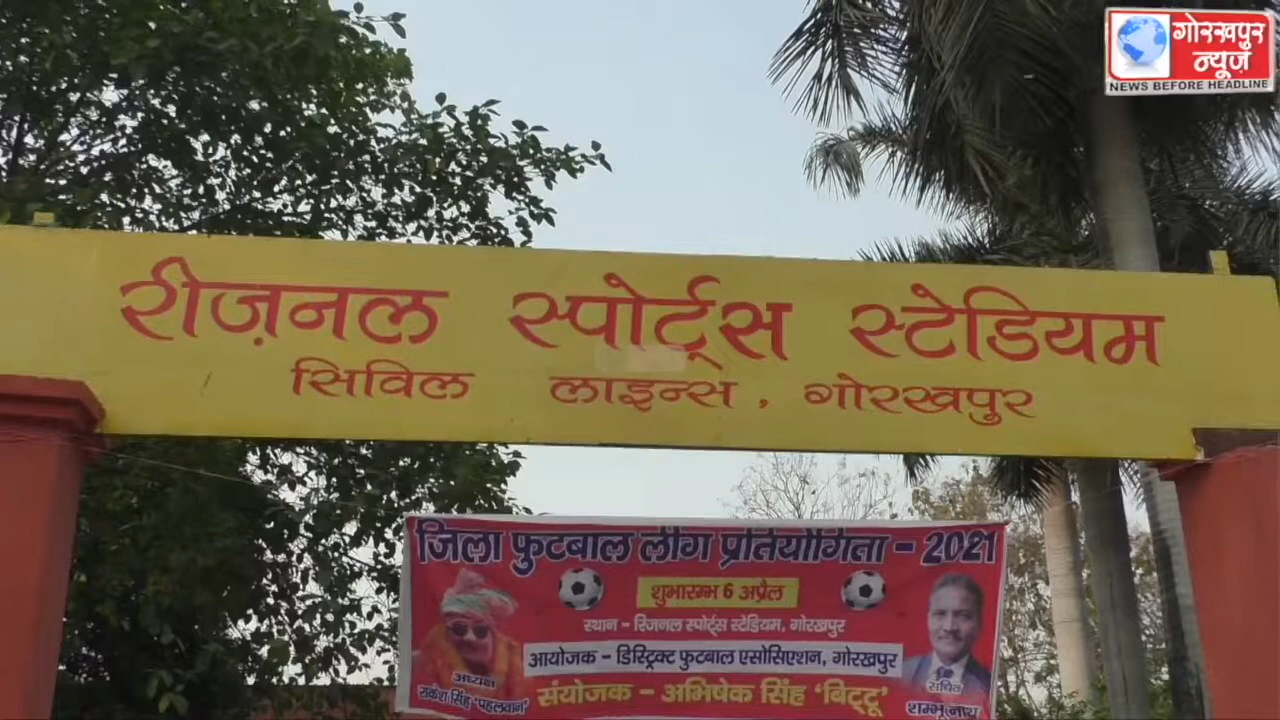 गोरखपुर
न्यूज़
NEWS BEFORE HEADLINE
रीज़नल स्पोर्ट्स स्टेडियम
सिविल लाइन्स, गोरखपुर
जिला फुटबाल लीग प्रतियोगिता - 2021
शुभारम्भ 6 अप्रैल
स्थान - रिजनल स्पोर्ट्स स्टेडियम, गोरखपुर
आयोजक - डिस्ट्रिक्ट फुटबाल एसोसिएशन, गोरखपुर
संयोजक - अभिषेक सिंह 'बिट्टू'
अध्यक्ष
राकेश सिंह 'पहलवान'
सचिव
शम्भू नाथ